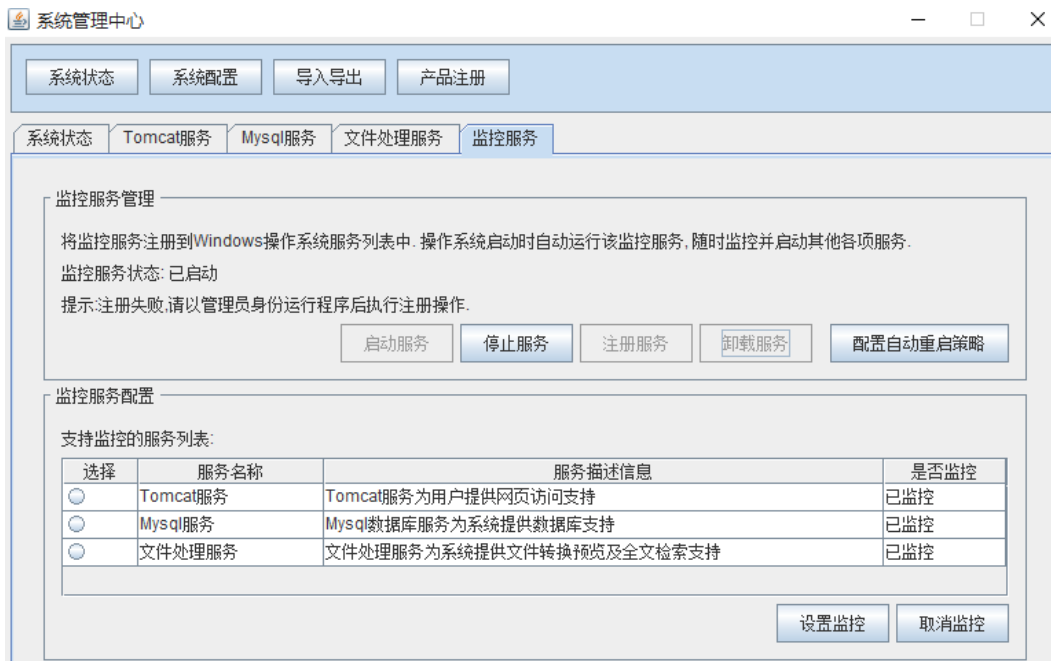 系统管理中心
系统状态 系统配置 导入导出 产品注册
系统状态 Tomcat服务 Mysql服务 文件处理服务 监控服务
监控服务管理
将监控服务注册到Windows操作系统服务列表中. 操作系统启动时自动运行该监控服务, 随时监控并启动其他各项服务.
监控服务状态: 已启动
提示:注册失败,请以管理员身份运行程序后执行注册操作.
启动服务 停止服务 注册服务 卸载服务 配置自动重启策略
监控服务配置
支持监控的服务列表:
选择 服务名称 服务描述信息 是否监控
Tomcat服务 Tomcat服务为用户提供网页访问支持 已监控
Mysql服务 Mysql数据库服务为系统提供数据库支持 已监控
文件处理服务 文件处理服务为系统提供文件转换预览及全文检索支持 已监控
设置监控 取消监控